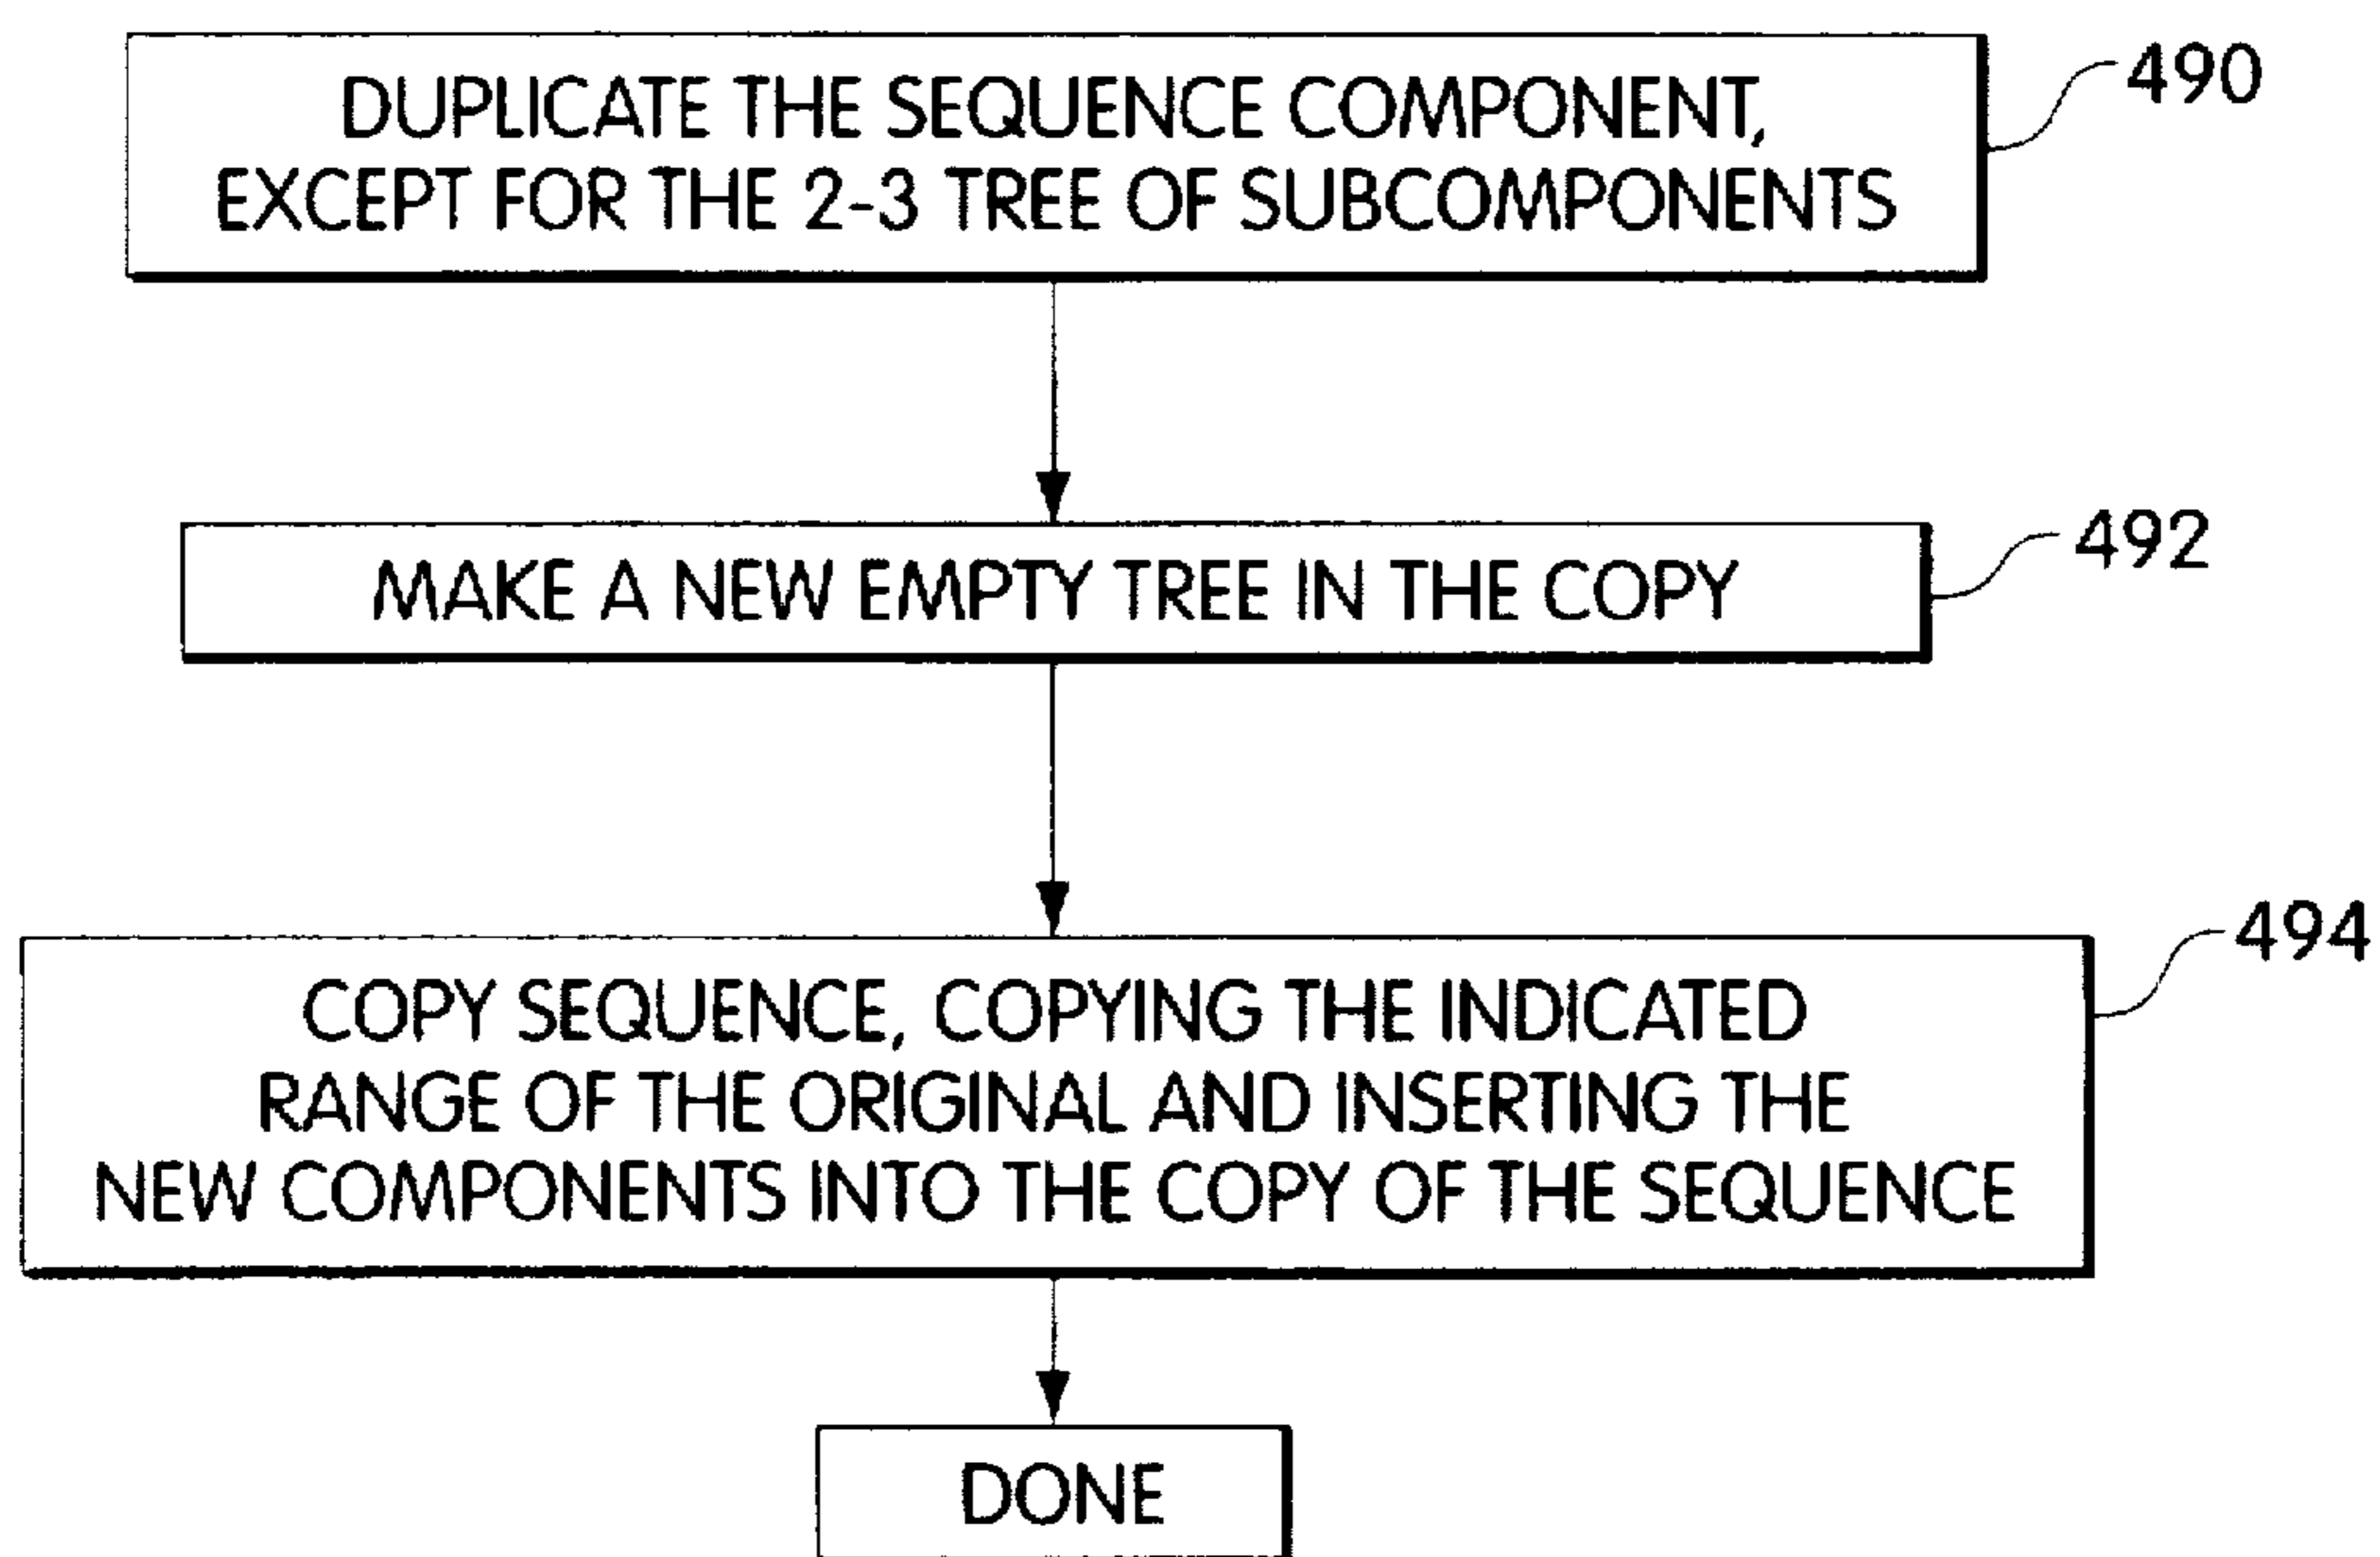 DUPLICATE THE SEQUENCE COMPONENT,
EXCEPT FOR THE 2-3 TREE OF SUBCOMPONENTS
490
MAKE A NEW EMPTY TREE IN THE COPY
492
COPY SEQUENCE, COPYING THE INDICATED
RANGE OF THE ORIGINAL AND INSERTING THE
NEW COMPONENTS INTO THE COPY OF THE SEQUENCE
494
DONE